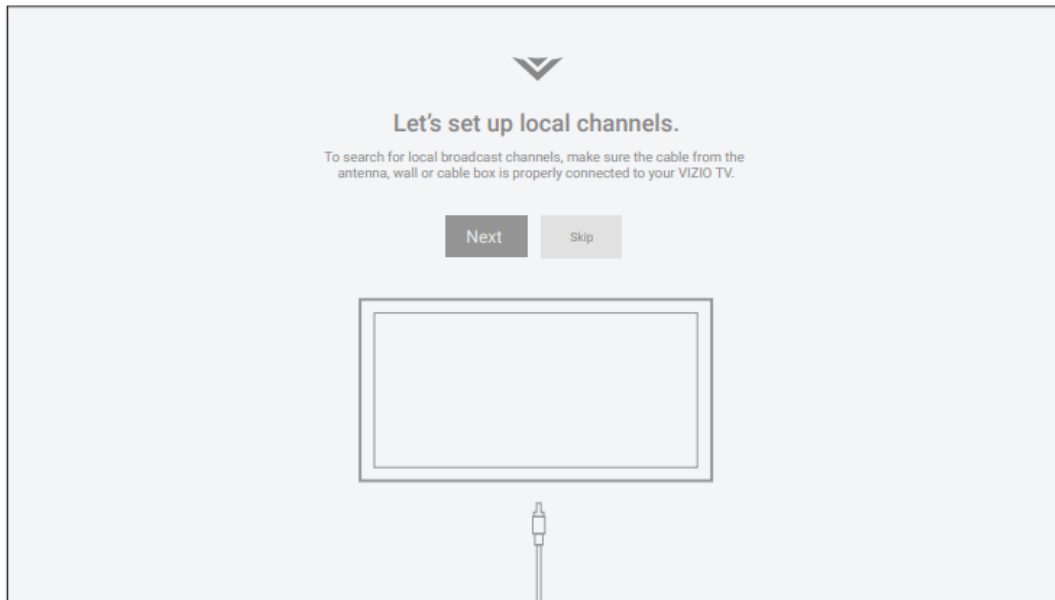 Let's set up local channels.
To search for local broadcast channels, make sure the cable from the
antenna, wall or cable box is properly connected to your VIZIO TV.
Next
Skip